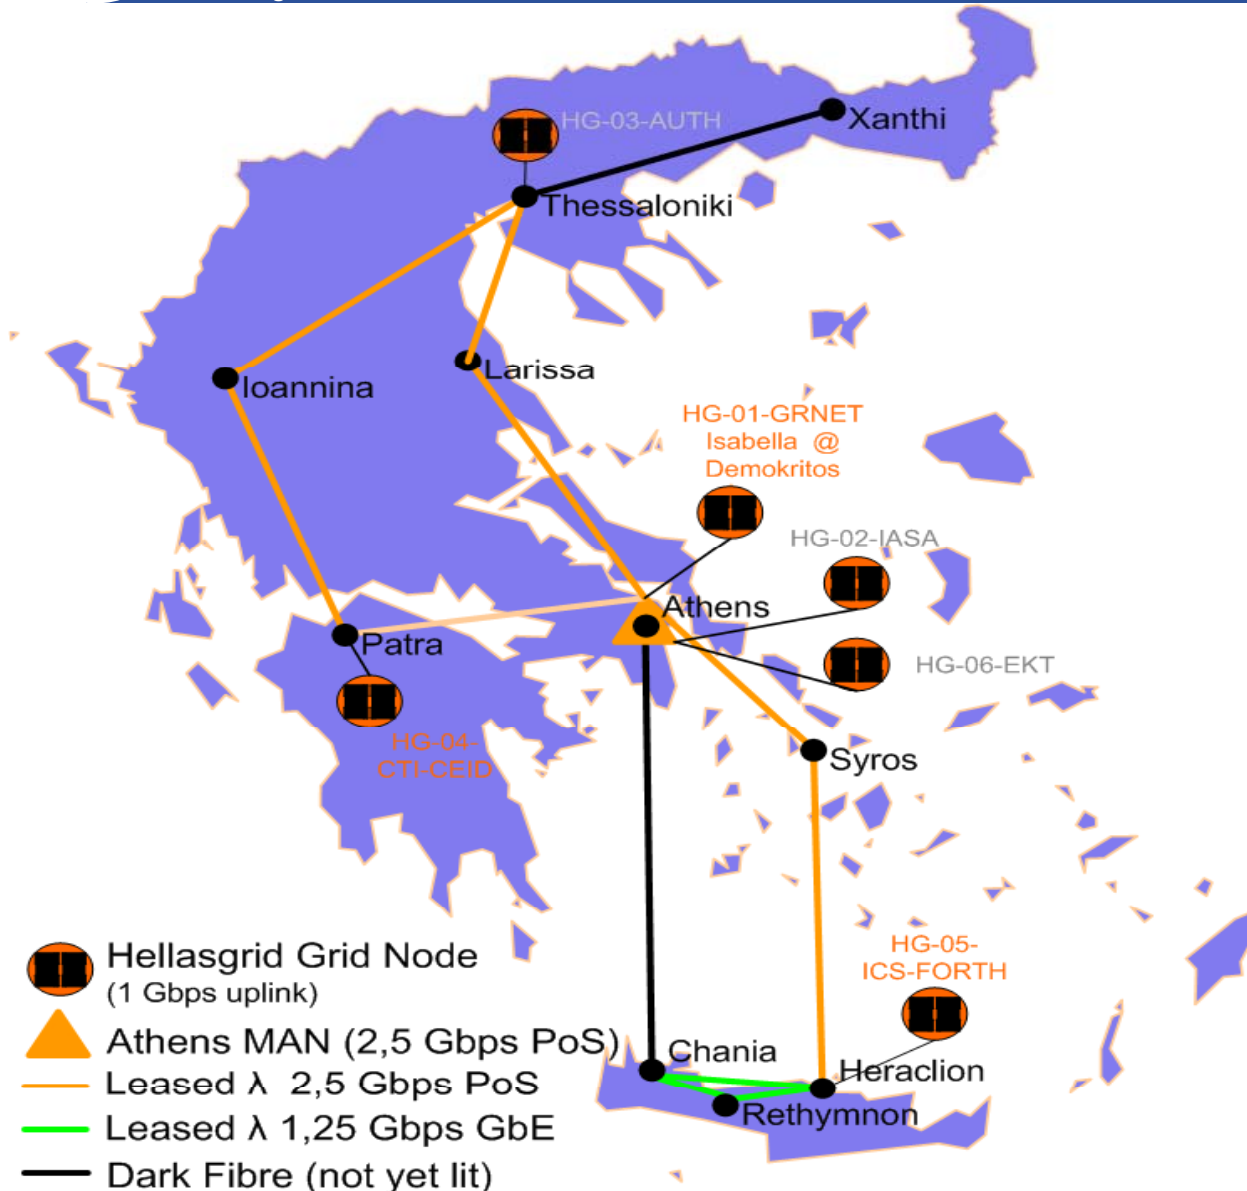 HG-03-AUTH
Xanthi
Thessaloniki
Larissa
Ioannina
HG-01-GRNET
Isabella @
Demokritos
HG-02-IASA
Athens
Patra
HG-06-EKT
HG-04-
CTI-CEID
Syros
HG-05-
ICS-FORTH
Chania
Heraclion
Rethymnon
Hellasgrid Grid Node
(1 Gbps uplink)
Athens MAN (2,5 Gbps PoS)
Leased λ 2,5 Gbps PoS
Leased λ 1,25 Gbps GbE
Dark Fibre (not yet lit)